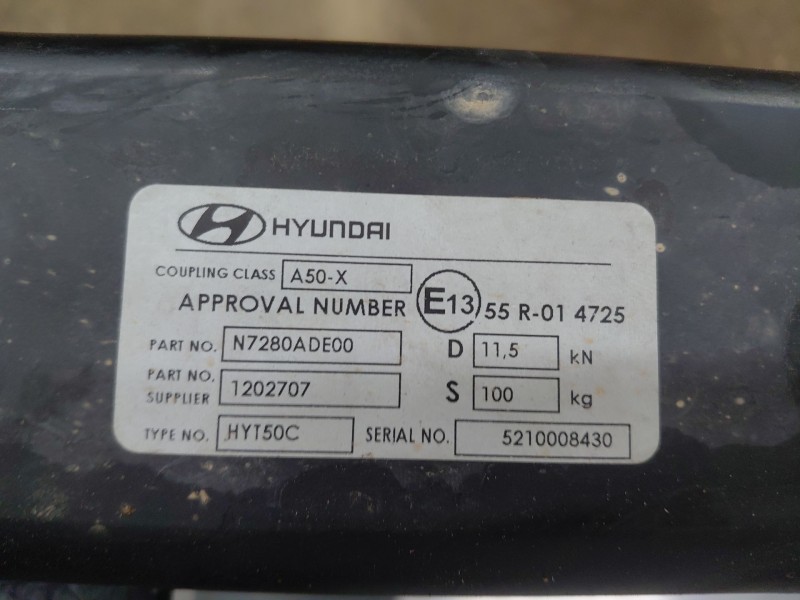 HYUNDAI
COUPLING CLASS A50-X
APPROVAL NUMBER E13 55 R-01 4725
PART NO. N7280ADE00 D 11,5 kN
PART NO. SUPPLIER 1202707 S 100 kg
TYPE NO. HYT50C SERIAL NO. 5210008430